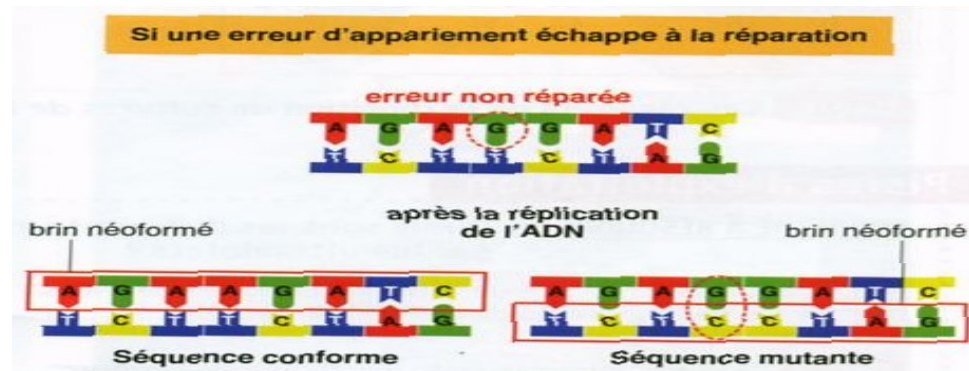 Si une erreur d'appariement échappe à la réparation
erreur non réparée
A G A G G A T C
T C T T C T A G
après la réplication
de l'ADN
brin néoformé
brin néoformé
A G A A G A T C
T C T T C T A G
Séquence conforme
A G A G G A T C
T C T C C T A G
Séquence mutante